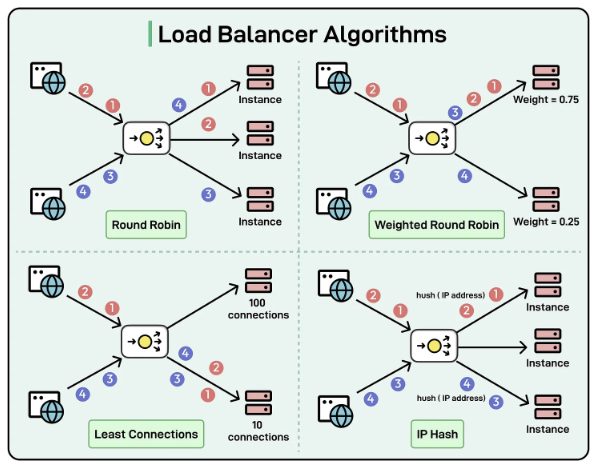 Load Balancer Algorithms
2
1
4
3
4
1
2
3
Instance
Instance
Instance
Round Robin
2
1
4
3
3
2
1
4
Weight = 0.75
Weight = 0.25
Weighted Round Robin
2
1
4
3
4
3
2
1
100
connections
10
connections
Least Connections
2
1
4
3
hash ( IP address)
1
2
4
3
hash ( IP address)
Instance
Instance
Instance
IP Hash